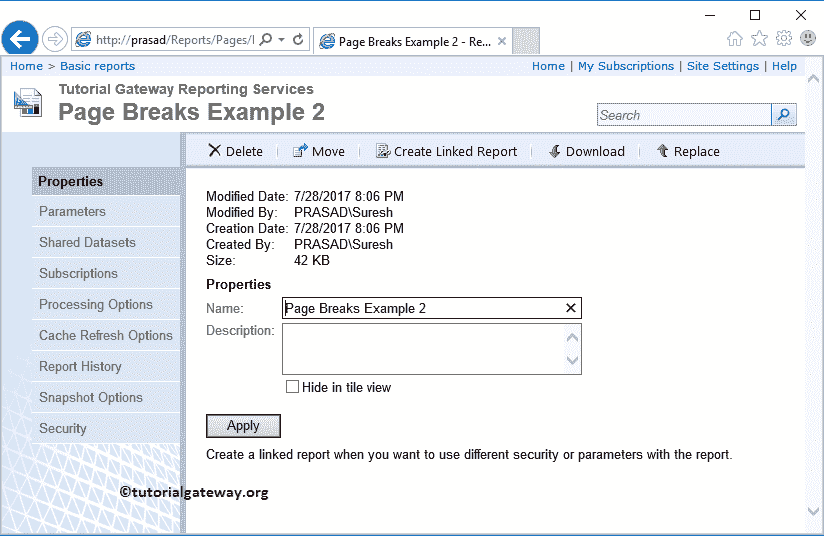 http://prasad/Reports/Pages/
Page Breaks Example 2 - Re...
Home > Basic reports
Home | My Subscriptions | Site Settings | Help
Tutorial Gateway Reporting Services
Page Breaks Example 2
Search
Delete | Move | Create Linked Report | Download | Replace
Properties
Parameters
Shared Datasets
Subscriptions
Processing Options
Cache Refresh Options
Report History
Snapshot Options
Security
Modified Date: 7/28/2017 8:06 PM
Modified By: PRASAD\Suresh
Creation Date: 7/28/2017 8:06 PM
Created By: PRASAD\Suresh
Size: 42 KB
Properties
Name: Page Breaks Example 2
Description:
Hide in tile view
Apply
Create a linked report when you want to use different security or parameters with the report.
©tutorialgateway.org